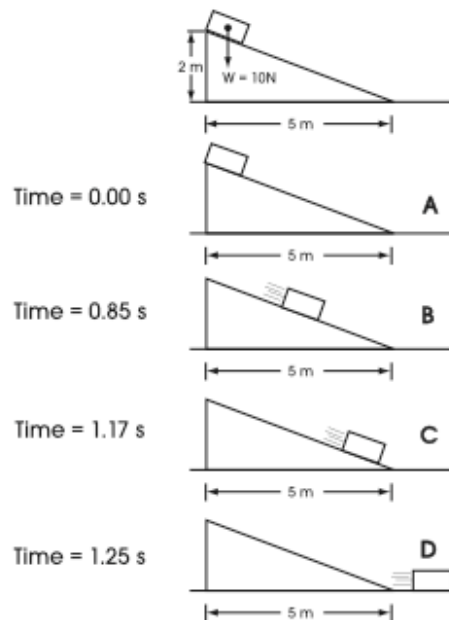 2 m
W = 10N
5 m
Time = 0.00 s
A
5 m
Time = 0.85 s
B
5 m
Time = 1.17 s
C
5 m
Time = 1.25 s
D
5 m